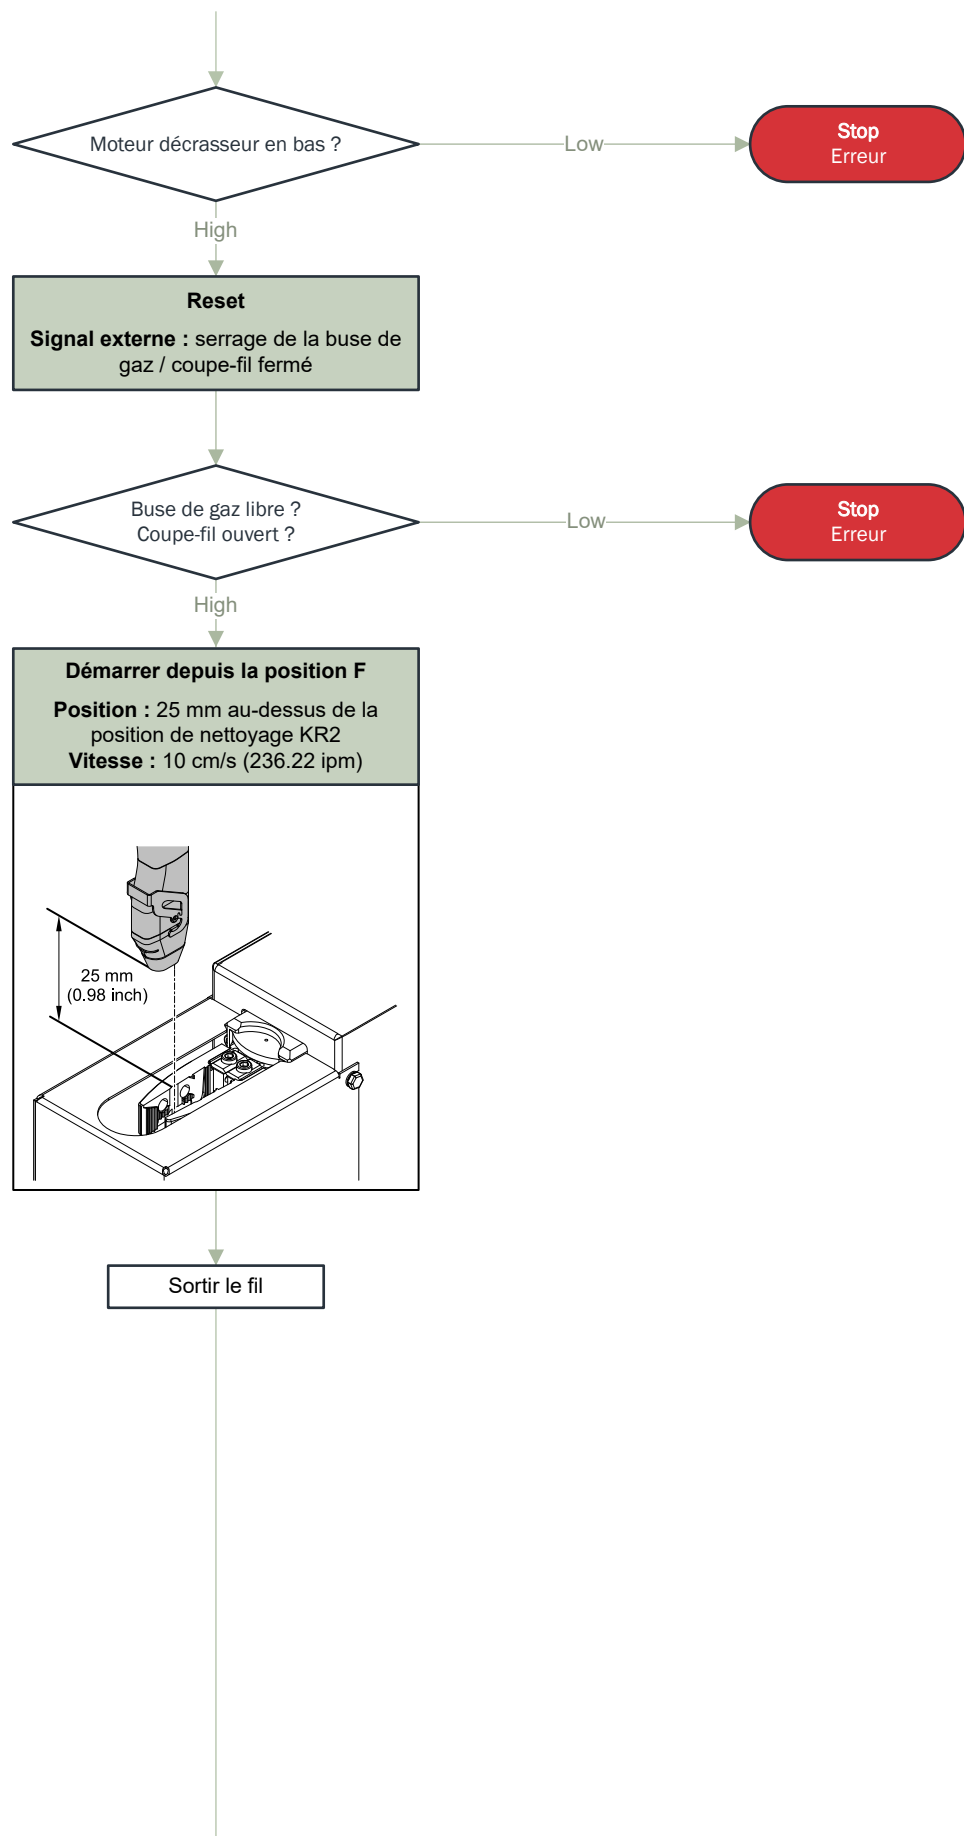 Moteur décrasseur en bas ?
Low
Stop
Erreur
High
Reset
Signal externe : serrage de la buse de
gaz / coupe-fil fermé
Buse de gaz libre ?
Coupe-fil ouvert ?
Low
Stop
Erreur
High
Démarrer depuis la position F
Position : 25 mm au-dessus de la
position de nettoyage KR2
Vitesse : 10 cm/s (236.22 ipm)
25 mm
(0.98 inch)
Sortir le fil